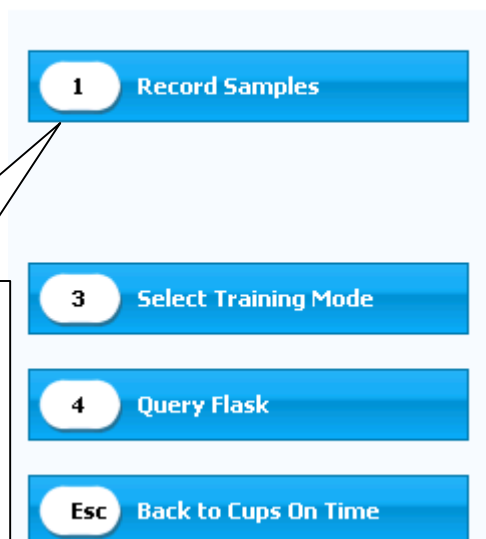 1 Record Samples
3 Select Training Mode
4 Query Flask
Esc Back to Cups On Time